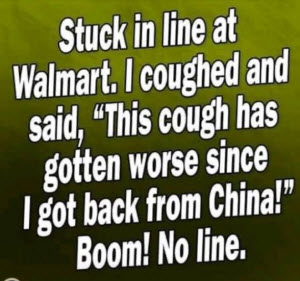 Stuck in line at
Walmart. I coughed and
said, "This cough has
gotten worse since
I got back from China!"
Boom! No line.